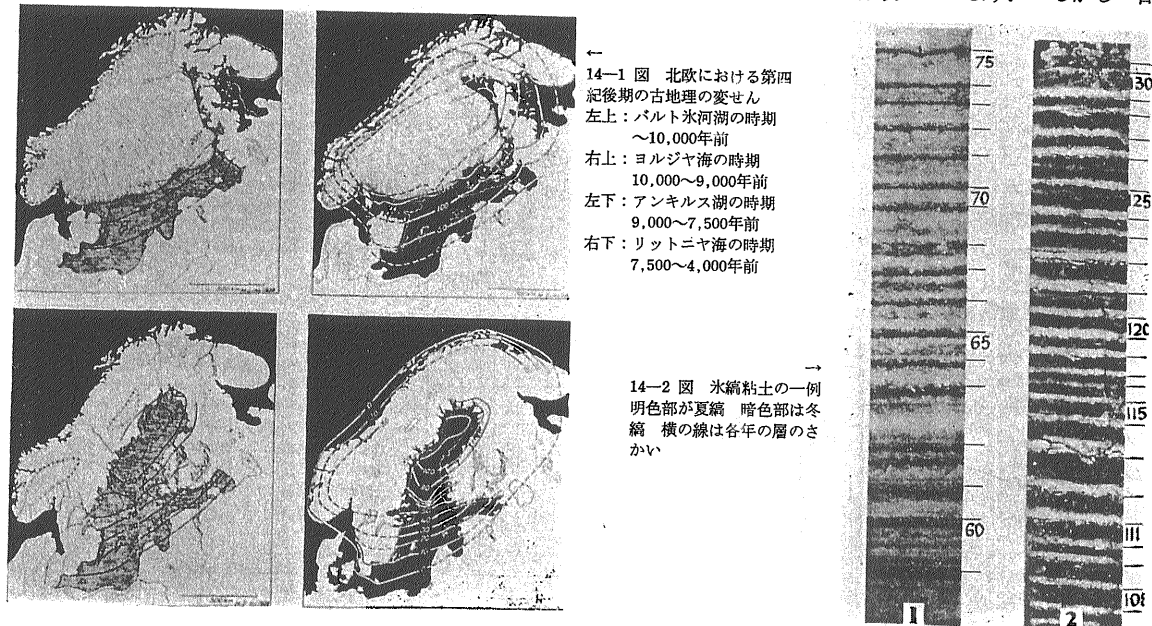 ←
14—1 図 北欧における第四
紀後期の古地理の変せん
左上:バルト氷河湖の時期
～10,000年前
右上:ヨルジヤ海の時期
10,000～9,000年前
左下:アンキルス湖の時期
9,000～7,500年前
右下:リットニヤ海の時期
7,500～4,000年前
→
14—2 図 氷縞粘土の一例
明色部が夏縞 暗色部は冬
縞 横の線は各年の層のさ
かい
75
70
65
60
1
130
125
120
115
111
108
2